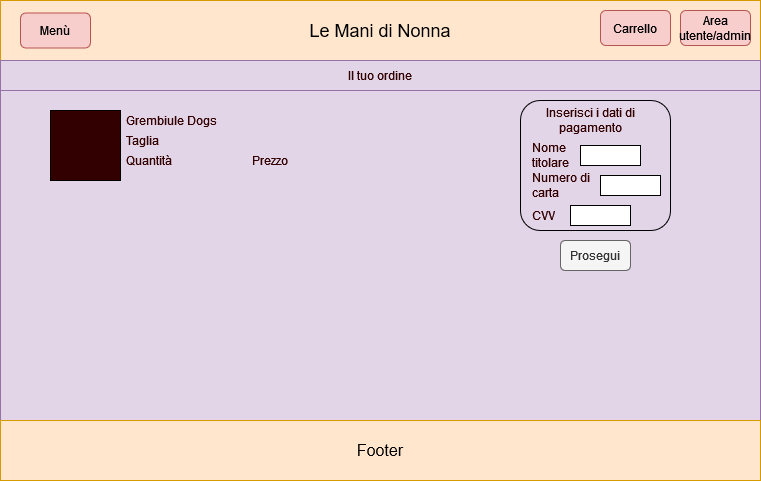 Menù
Le Mani di Nonna
Carrello
Area
utente/admin
Il tuo ordine
Grembiule Dogs
Taglia
Quantità
Prezzo
Inserisci i dati di
pagamento
Nome
titolare
Numero di
carta
CVV
Prosegui
Footer